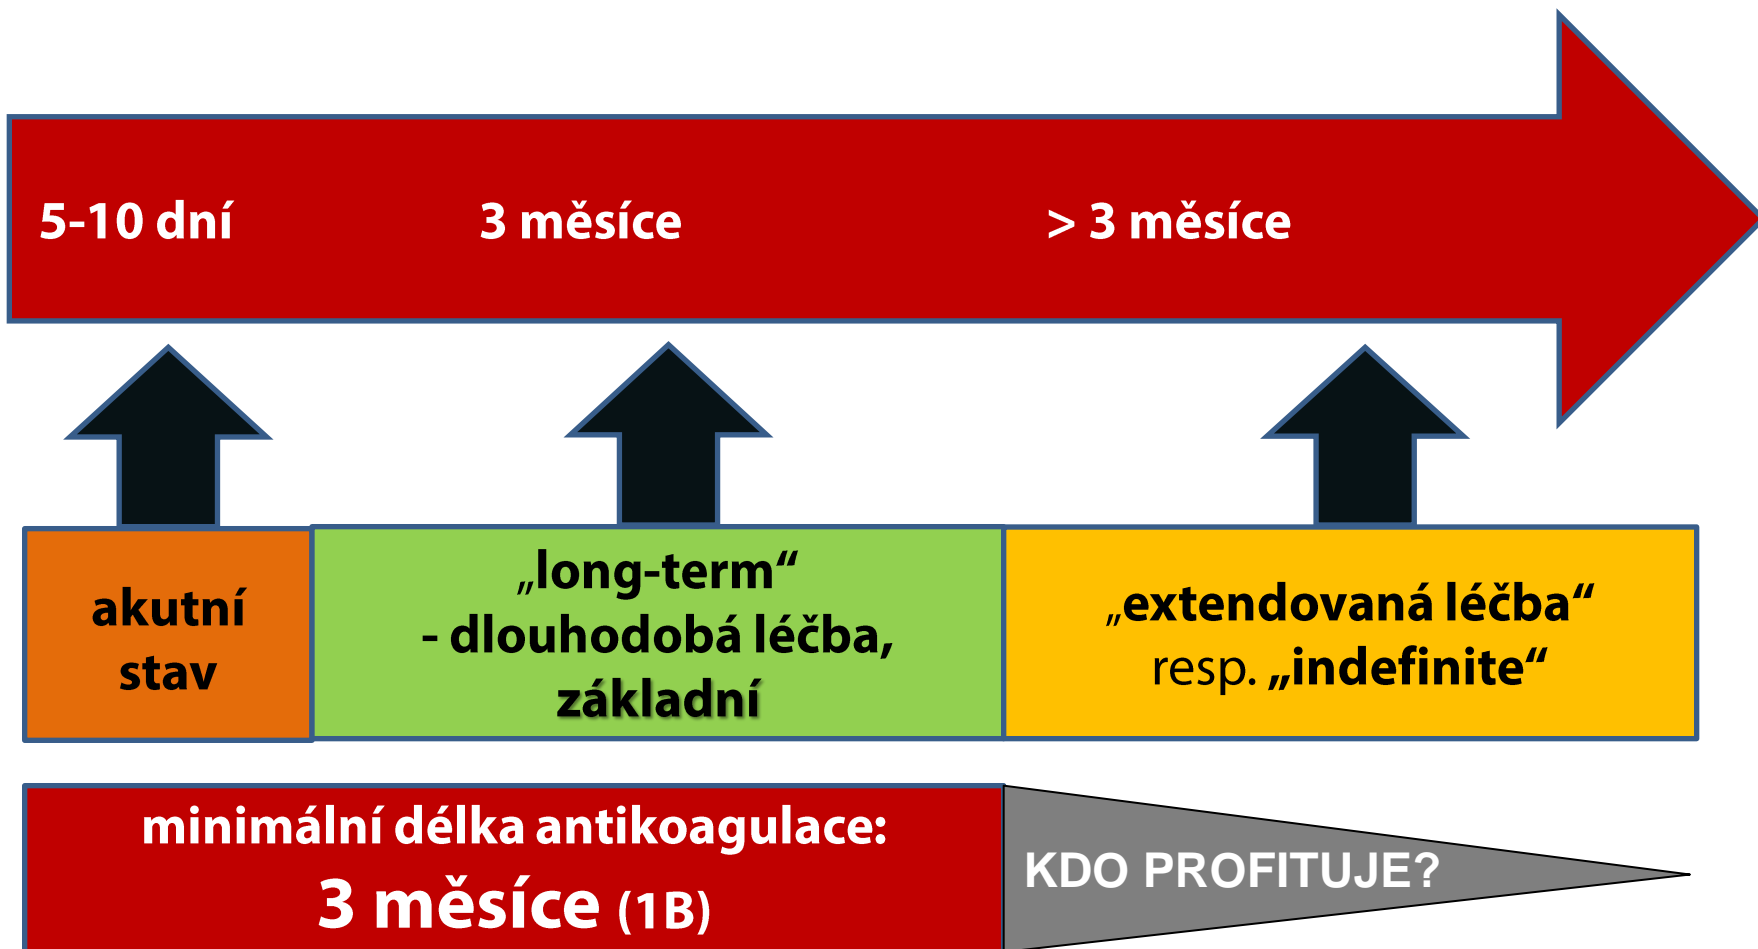 5-10 dní
3 měsíce
> 3 měsíce
akutní
stav
„long-term“
- dlouhodobá léčba,
základní
„extendovaná léčba“
resp. „indefinite“
minimální délka antikoagulace:
3 měsíce (1B)
KDO PROFITUJE?